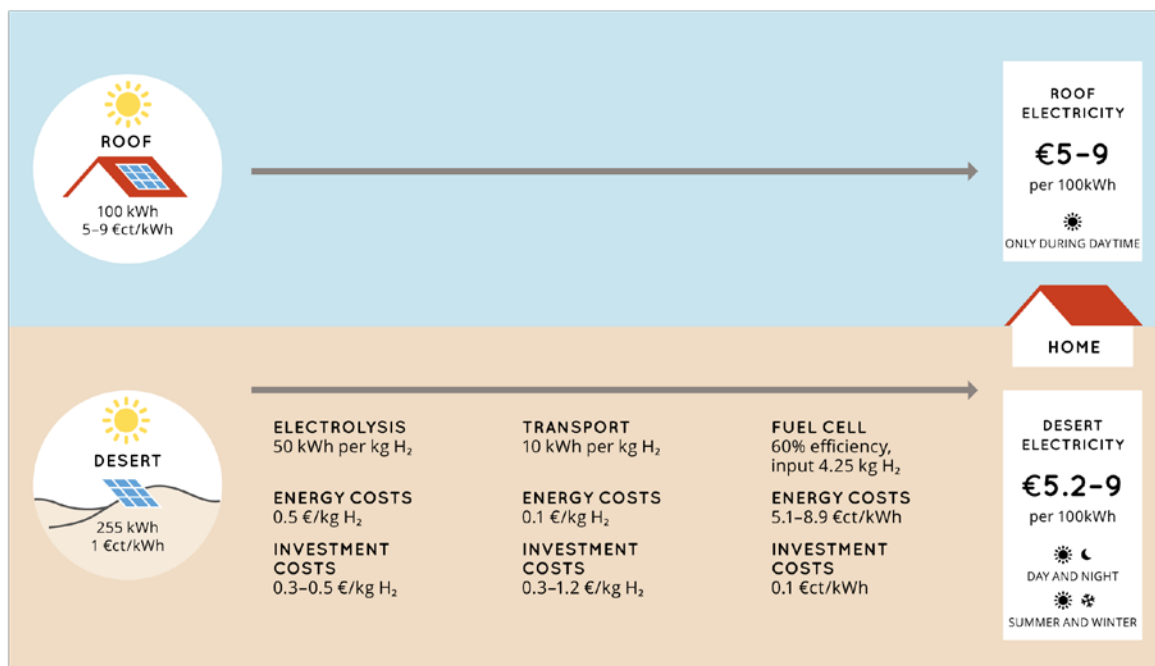 ROOF
100 kWh
5–9 €ct/kWh
ROOF
ELECTRICITY
€5–9
per 100kWh
ONLY DURING DAYTIME
HOME
DESERT
255 kWh
1 €ct/kWh
ELECTROLYSIS
50 kWh per kg H₂
ENERGY COSTS
0.5 €/kg H₂
INVESTMENT
COSTS
0.3–0.5 €/kg H₂
TRANSPORT
10 kWh per kg H₂
ENERGY COSTS
0.1 €/kg H₂
INVESTMENT
COSTS
0.3–1.2 €/kg H₂
FUEL CELL
60% efficiency,
input 4.25 kg H₂
ENERGY COSTS
5.1–8.9 €ct/kWh
INVESTMENT
COSTS
0.1 €ct/kWh
DESERT
ELECTRICITY
€5.2–9
per 100kWh
DAY AND NIGHT
SUMMER AND WINTER